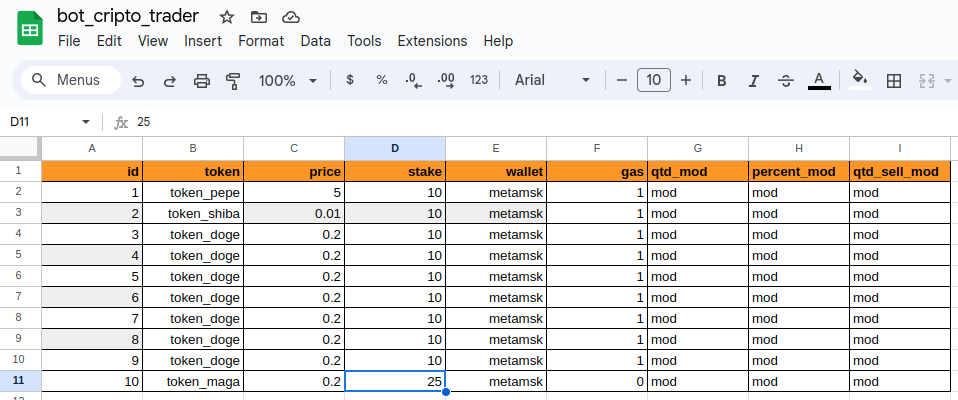 bot_cripto_trader
File Edit View Insert Format Data Tools Extensions Help
Menus 100% $ % .0 .00 123 Arial 10 B I S A
D11 fx 25
A B C D E F G H I
1 id token price stake wallet gas qtd_mod percent_mod qtd_sell_mod
2 1 token_pepe 5 10 metamsk 1 mod mod mod
3 2 token_shiba 0.01 10 metamsk 1 mod mod mod
4 3 token_doge 0.2 10 metamsk 1 mod mod mod
5 4 token_doge 0.2 10 metamsk 1 mod mod mod
6 5 token_doge 0.2 10 metamsk 1 mod mod mod
7 6 token_doge 0.2 10 metamsk 1 mod mod mod
8 7 token_doge 0.2 10 metamsk 1 mod mod mod
9 8 token_doge 0.2 10 metamsk 1 mod mod mod
10 9 token_doge 0.2 10 metamsk 1 mod mod mod
11 10 token_maga 0.2 25 metamsk 0 mod mod mod